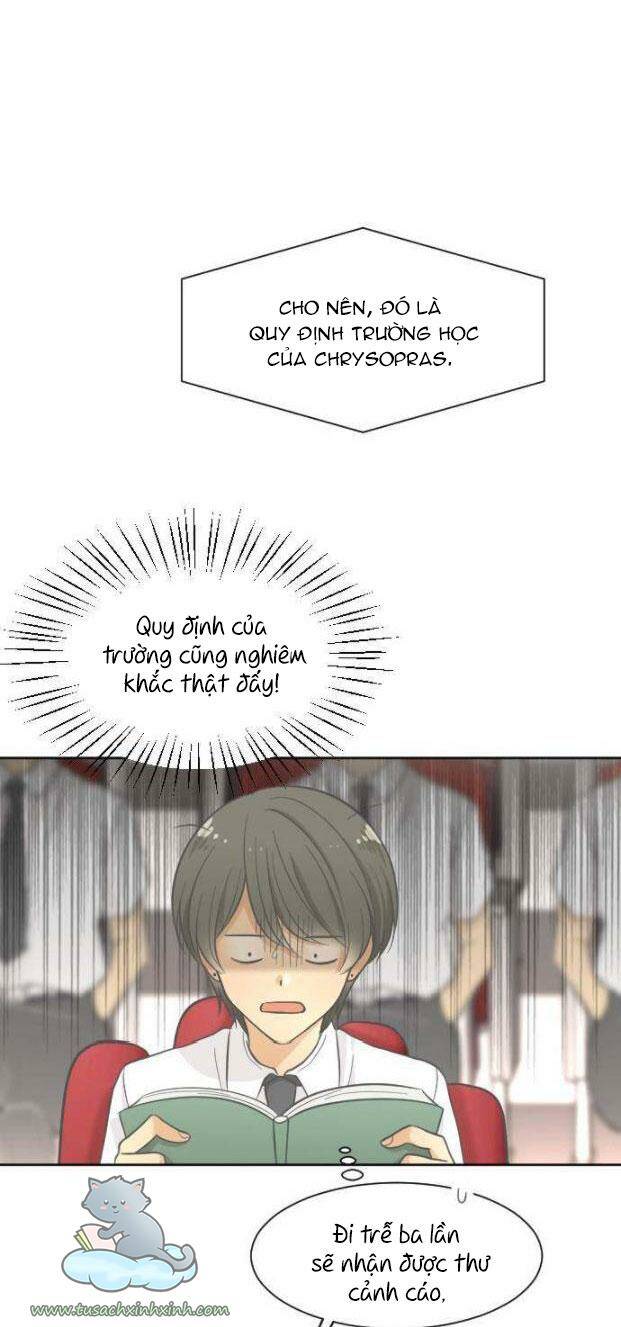 CHO NÊN, ĐÓ LÀ
QUY ĐỊNH TRƯỜNG HỌC
CỦA CHRYSOPRAS.
Quy định của
trường cũng nghiêm
khắc thật đấy!
Đi trễ ba lần
sẽ nhận được thư
cảnh cáo,
www.tusachxinhxinh.com